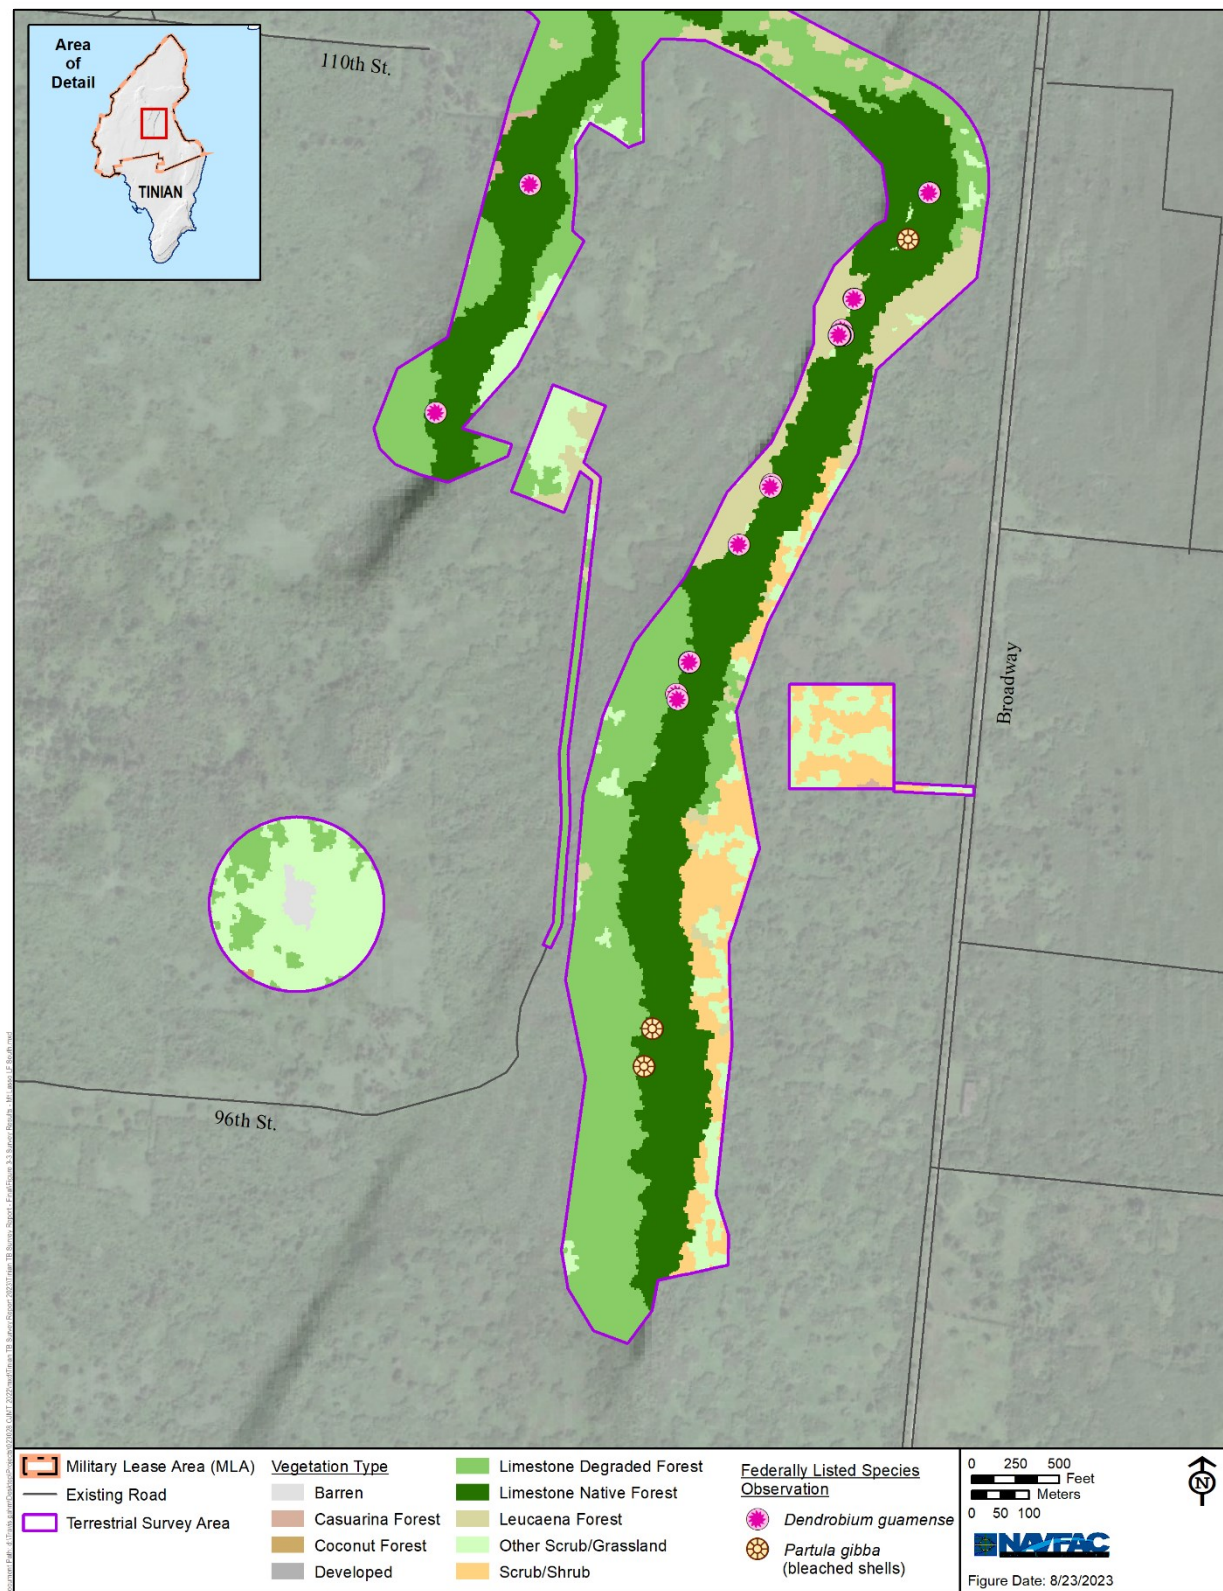 Area
of
Detail
TINIAN
110th St.
Broadway
96th St.
Military Lease Area (MLA)
Existing Road
Terrestrial Survey Area
Vegetation Type
Barren
Casuarina Forest
Coconut Forest
Developed
Limestone Degraded Forest
Limestone Native Forest
Leucaena Forest
Other Scrub/Grassland
Scrub/Shrub
Federally Listed Species
Observation
Dendrobium guamense
Partula gibba
(bleached shells)
0 250 500
Feet
Meters
0 50 100
N
NAVFAC
Figure Date: 8/23/2023